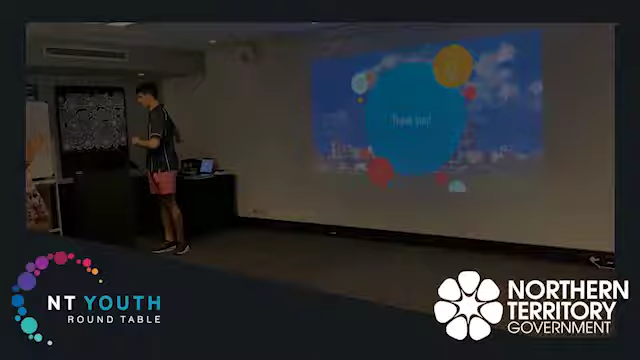 Thank you!
NT YOUTH
ROUND TABLE
NORTHERN
TERRITORY
GOVERNMENT